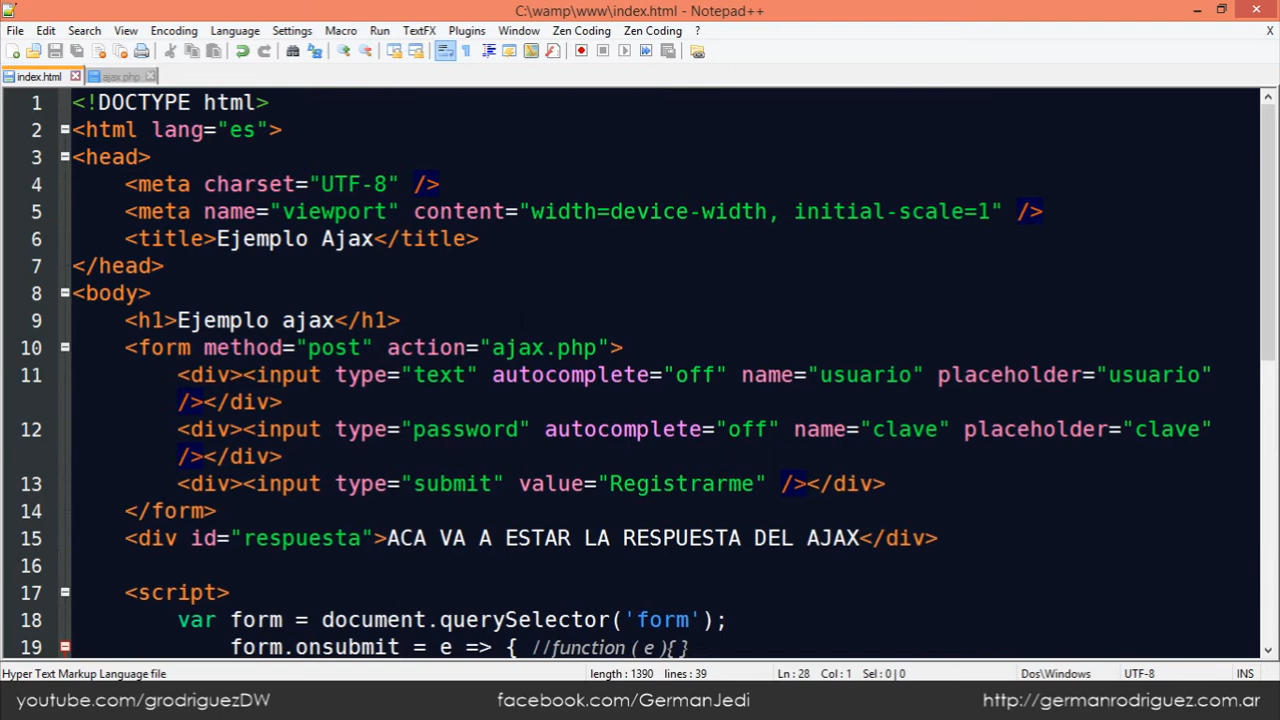 C:\wamp\www\index.html - Notepad++
File Edit Search View Encoding Language Settings Macro Run TextFX Plugins Window Zen Coding Zen Coding ? X
index.html ajax.php
1 <!DOCTYPE html>
2 <html lang="es">
3 <head>
4 <meta charset="UTF-8" />
5 <meta name="viewport" content="width=device-width, initial-scale=1" />
6 <title>Ejemplo Ajax</title>
7 </head>
8 <body>
9 <h1>Ejemplo ajax</h1>
10 <form method="post" action="ajax.php">
11 <div><input type="text" autocomplete="off" name="usuario" placeholder="usuario"
/></div>
12 <div><input type="password" autocomplete="off" name="clave" placeholder="clave"
/></div>
13 <div><input type="submit" value="Registrarme" /></div>
14 </form>
15 <div id="respuesta">ACA VA A ESTAR LA RESPUESTA DEL AJAX</div>
16
17 <script>
18 var form = document.querySelector('form');
19 form.onsubmit = e => { //function ( e ){ }
Hyper Text Markup Language file length : 1390 lines : 39 Ln : 28 Col : 1 Sel : 0 | 0 Dos\Windows UTF-8 INS
youtube.com/grodriguezDW facebook.com/GermanJedi http://germanrodriguez.com.ar